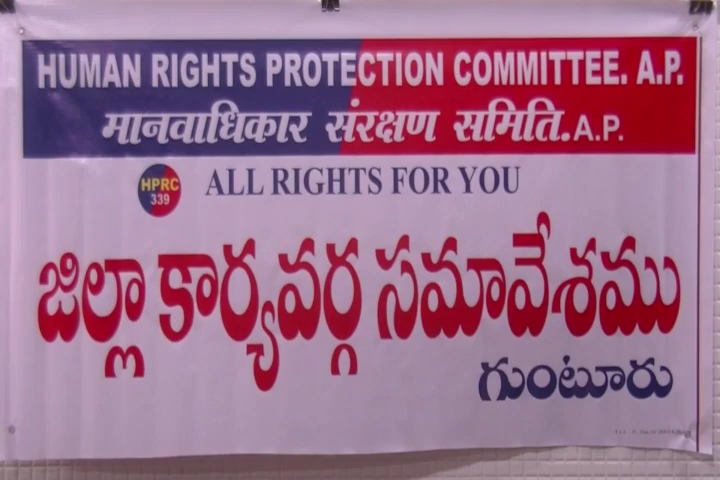 HUMAN RIGHTS PROTECTION COMMITTEE. A.P.
मानवाधिकार संरक्षण समिति. A.P.
HPRC
339
ALL RIGHTS FOR YOU
జిల్లా కార్యవర్గ సమావేశము
గుంటూరు